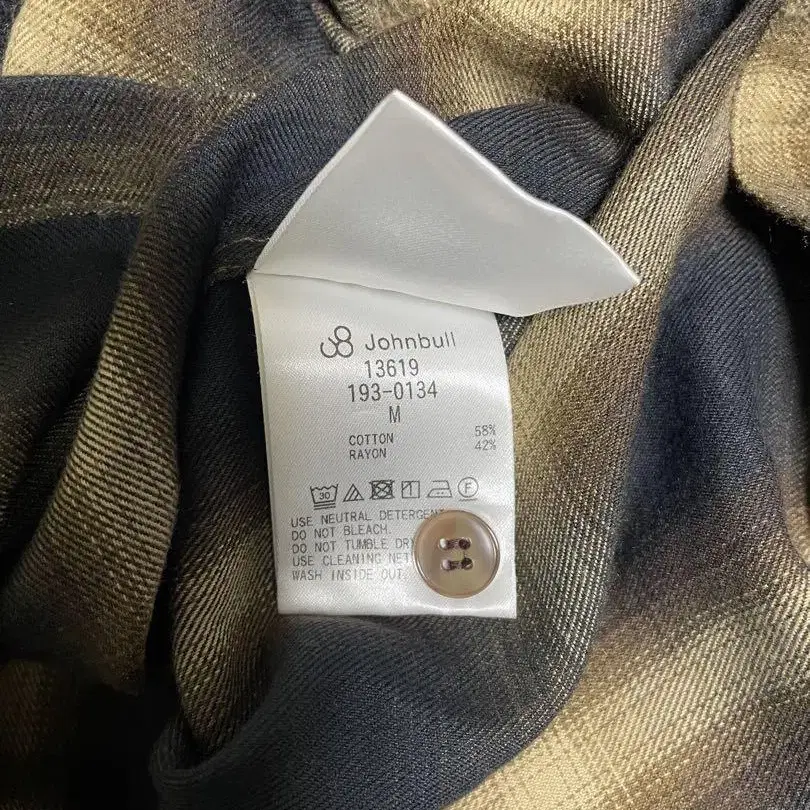 Johnbull
13619
193-0134
M
COTTON 58%
RAYON 42%
30 F
USE NEUTRAL DETERGENT
DO NOT BLEACH.
DO NOT TUMBLE DRY
USE CLEANING NET
WASH INSIDE OUT.